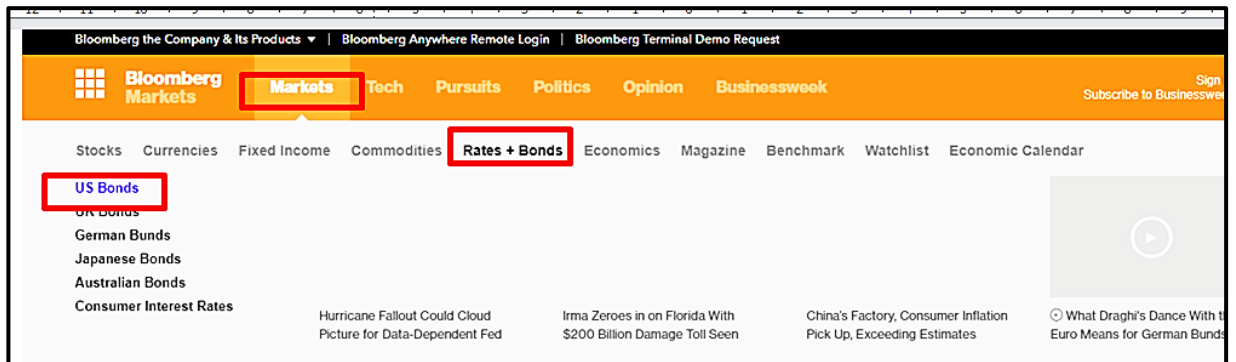 Bloomberg the Company & Its Products ▼ | Bloomberg Anywhere Remote Login | Bloomberg Terminal Demo Request
Bloomberg Markets
Markets Tech Pursuits Politics Opinion Businessweek
Sign
Subscribe to Businesswee
Stocks Currencies Fixed Income Commodities Rates + Bonds Economics Magazine Benchmark Watchlist Economic Calendar
US Bonds
UK Bonds
German Bunds
Japanese Bonds
Australian Bonds
Consumer Interest Rates
Hurricane Fallout Could Cloud
Picture for Data-Dependent Fed
Irma Zeroes in on Florida With
$200 Billion Damage Toll Seen
China's Factory, Consumer Inflation
Pick Up, Exceeding Estimates
What Draghi's Dance With t
Euro Means for German Bunds